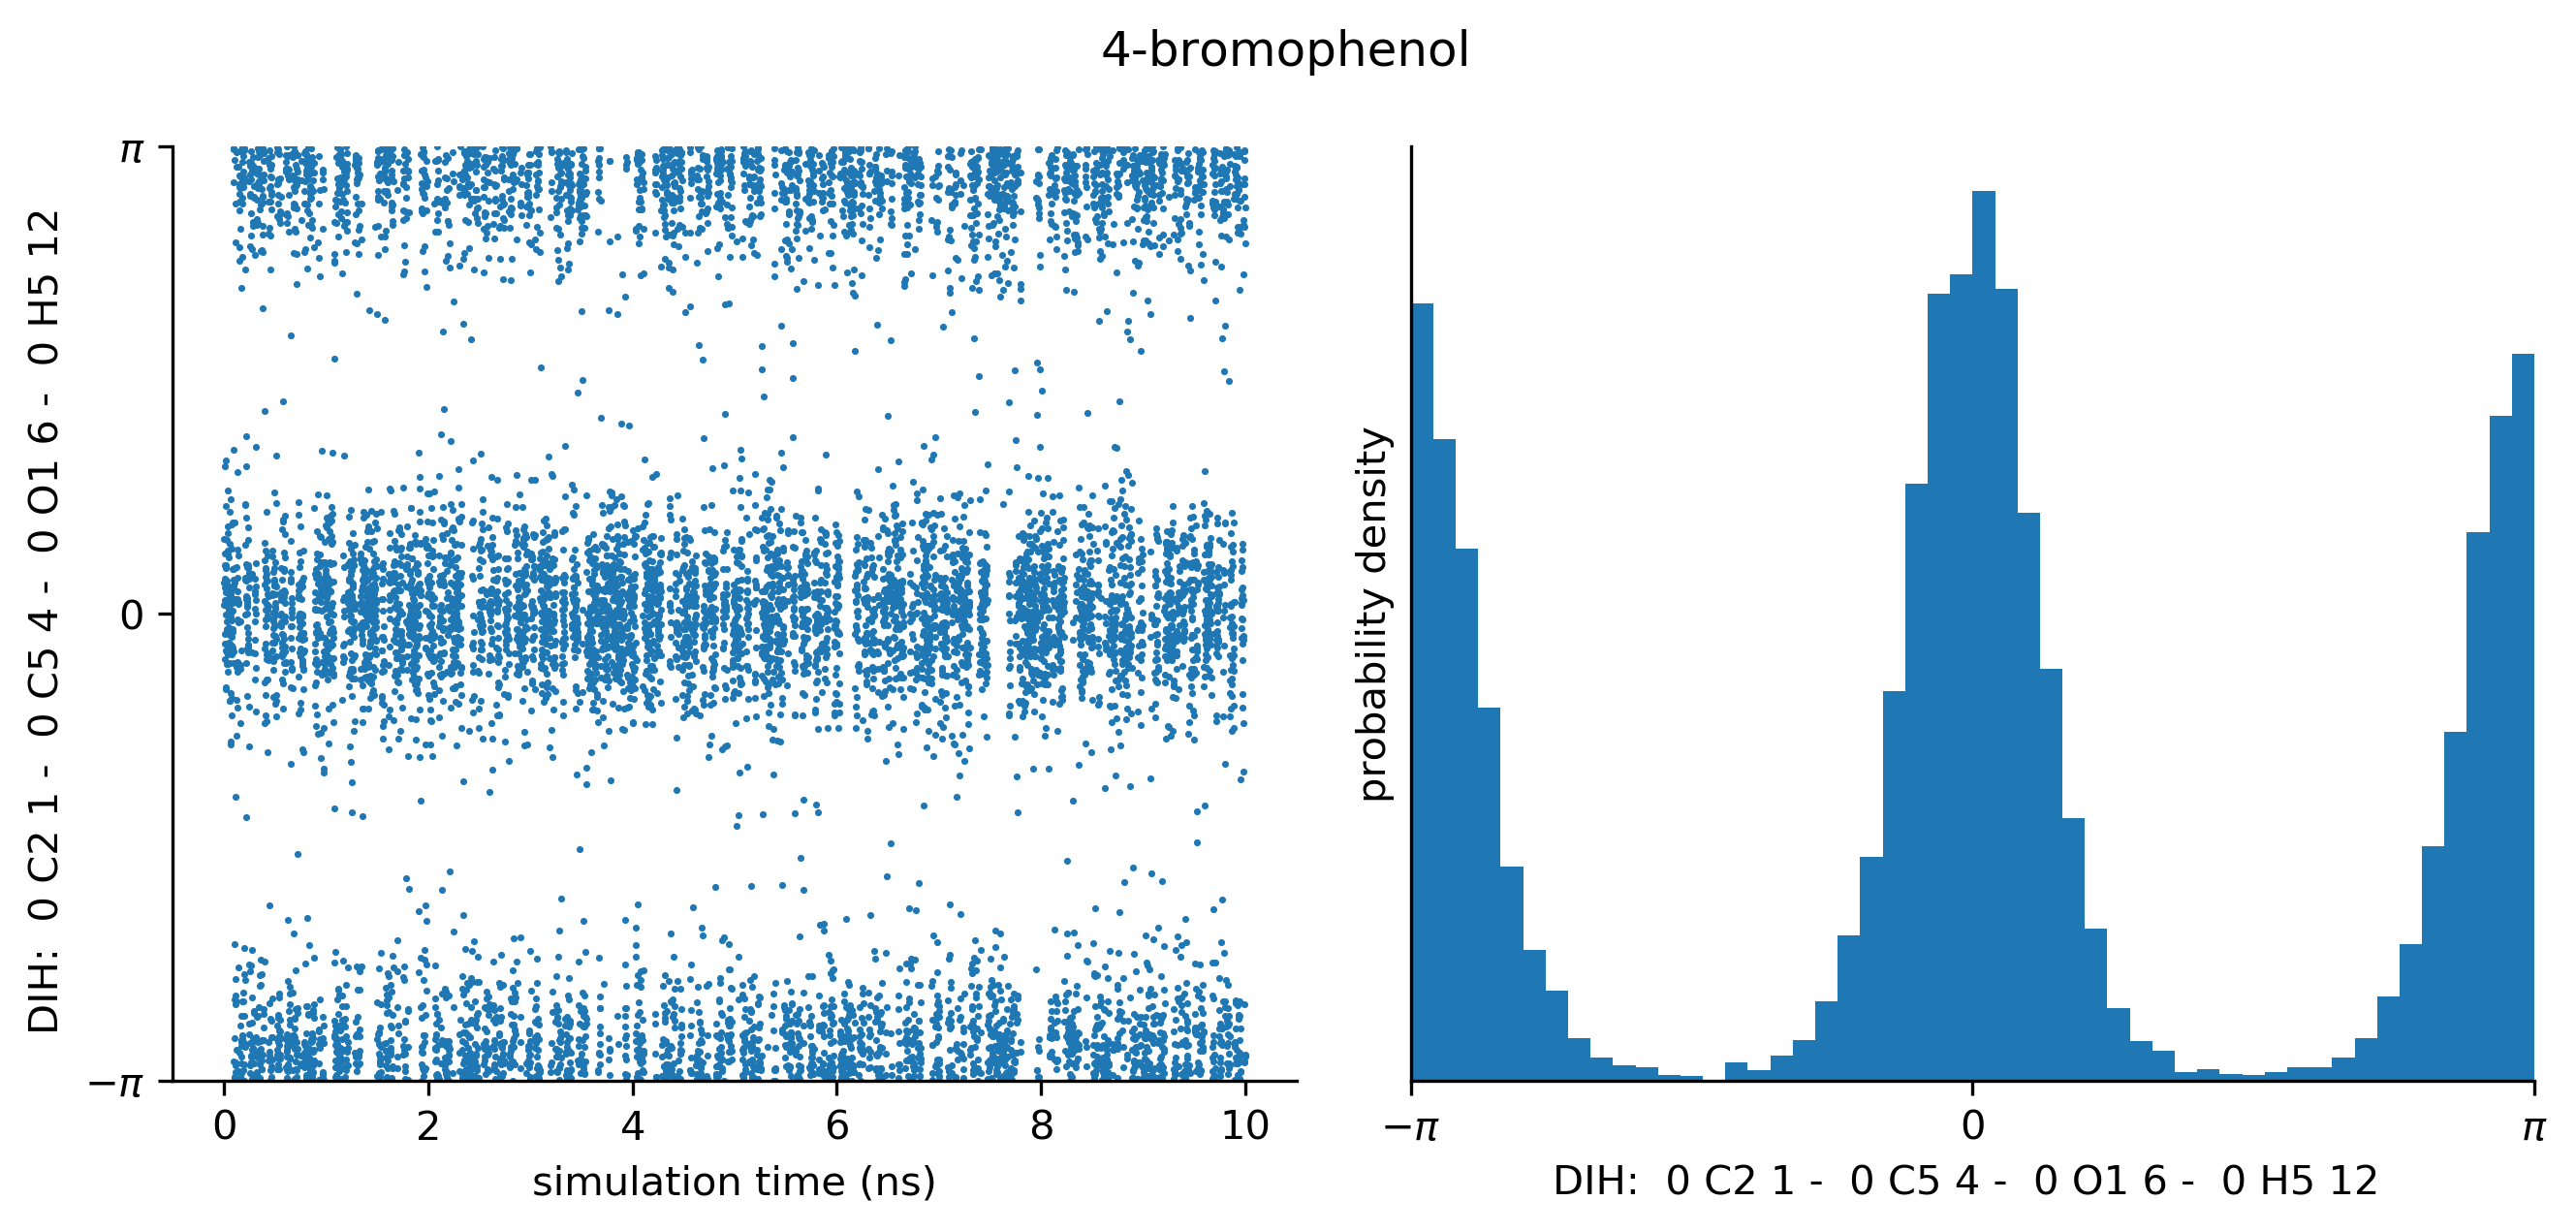 4-bromophenol
π
0
−π
DIH:  0 C2 1 -  0 C5 4 -  0 O1 6 -  0 H5 12
0 2 4 6 8 10
simulation time (ns)
probability density
−π 0 π
DIH:  0 C2 1 -  0 C5 4 -  0 O1 6 -  0 H5 12